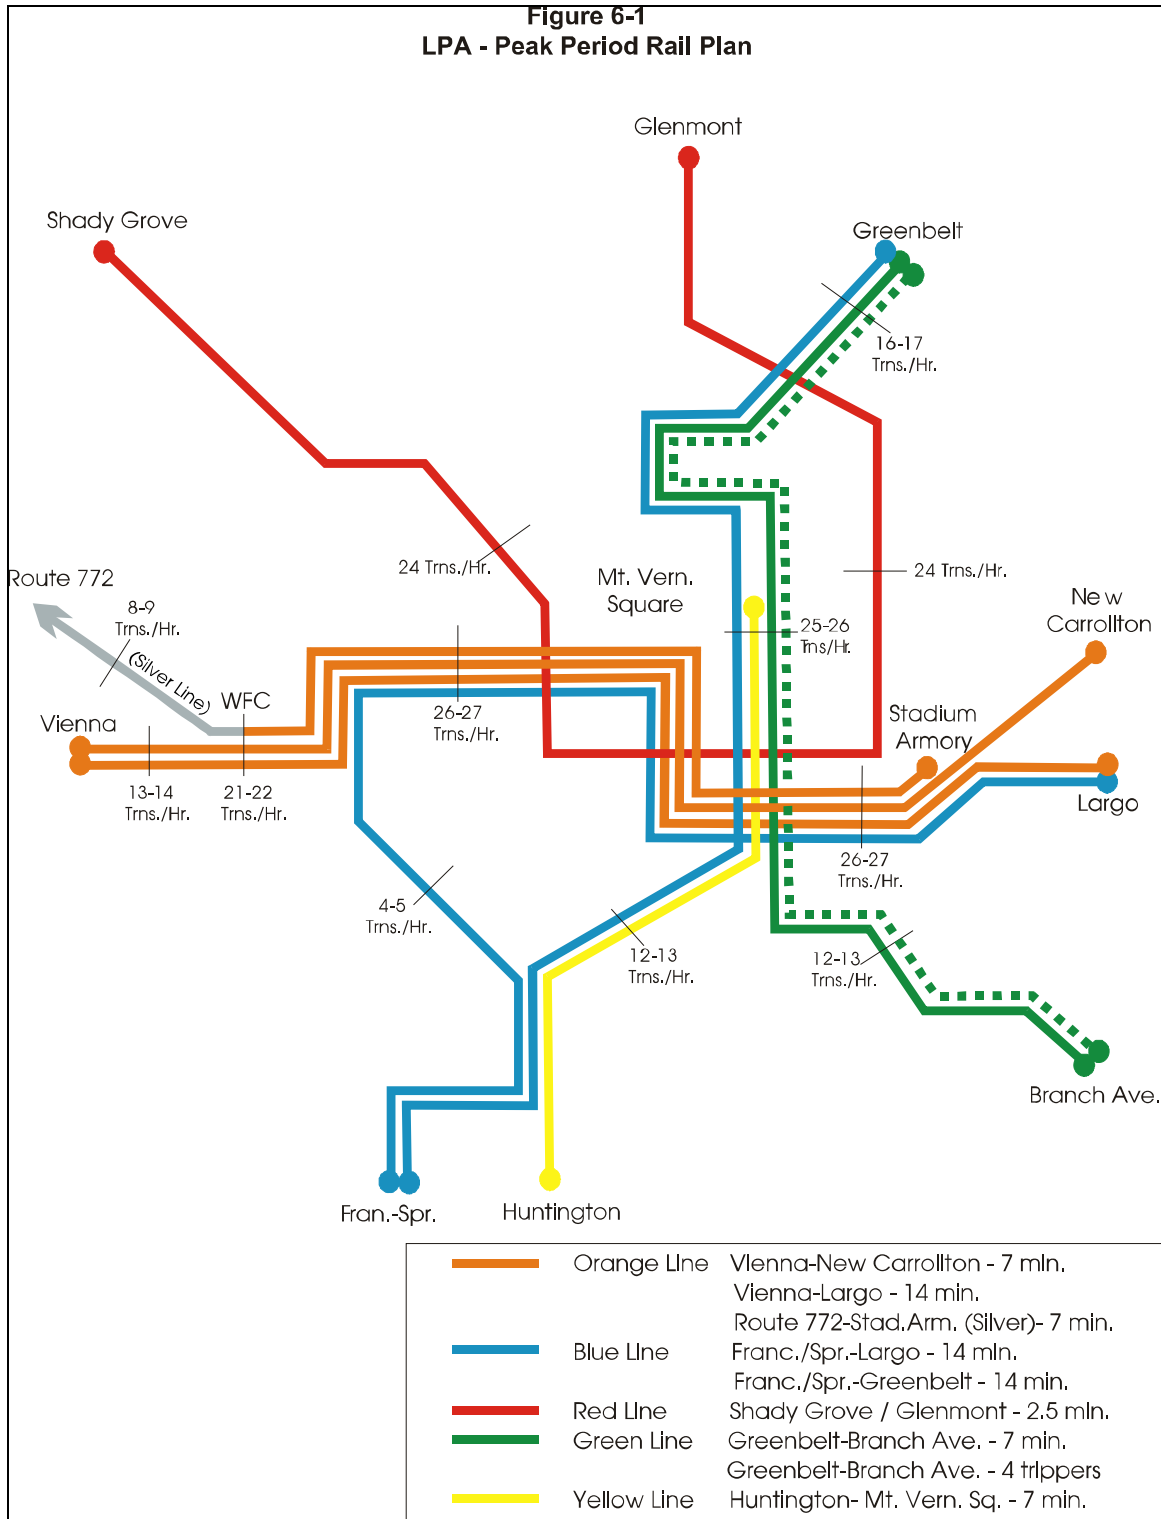 Figure 6-1
LPA - Peak Period Rail Plan
Glenmont
Shady Grove
Greenbelt
16-17
Trns./Hr.
24 Trns./Hr.
Mt. Vern.
Square
24 Trns./Hr.
Route 772
8-9
Trns./Hr.
(Silver Line)
New
Carrollton
25-26
Trns/Hr.
WFC
Vienna
26-27
Trns./Hr.
Stadium
Armory
13-14
Trns./Hr.
21-22
Trns./Hr.
Largo
26-27
Trns./Hr.
4-5
Trns./Hr.
12-13
Trns./Hr.
12-13
Trns./Hr.
Branch Ave.
Fran.-Spr.
Huntington
Orange Line Vienna-New Carrollton - 7 min.
Vienna-Largo - 14 min.
Route 772-Stad.Arm. (Silver)- 7 min.
Blue Line Franc./Spr.-Largo - 14 min.
Franc./Spr.-Greenbelt - 14 min.
Red Line Shady Grove / Glenmont - 2.5 min.
Green Line Greenbelt-Branch Ave. - 7 min.
Greenbelt-Branch Ave. - 4 trippers
Yellow Line Huntington- Mt. Vern. Sq. - 7 min.